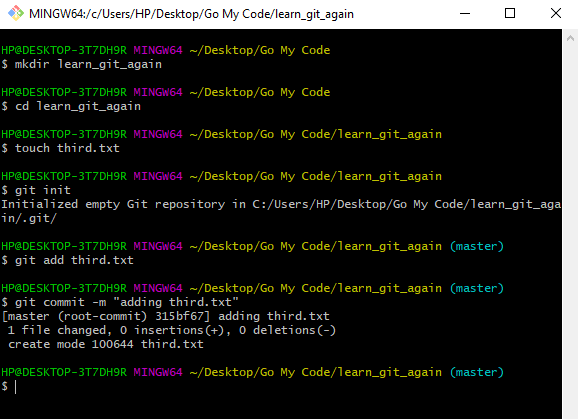 MINGW64:/c/Users/HP/Desktop/Go My Code/learn_git_again
HP@DESKTOP-3T7DH9R MINGW64 ~/Desktop/Go My Code
$ mkdir learn_git_again
HP@DESKTOP-3T7DH9R MINGW64 ~/Desktop/Go My Code
$ cd learn_git_again
HP@DESKTOP-3T7DH9R MINGW64 ~/Desktop/Go My Code/learn_git_again
$ touch third.txt
HP@DESKTOP-3T7DH9R MINGW64 ~/Desktop/Go My Code/learn_git_again
$ git init
Initialized empty Git repository in C:/Users/HP/Desktop/Go My Code/learn_git_aga
in/.git/
HP@DESKTOP-3T7DH9R MINGW64 ~/Desktop/Go My Code/learn_git_again (master)
$ git add third.txt
HP@DESKTOP-3T7DH9R MINGW64 ~/Desktop/Go My Code/learn_git_again (master)
$ git commit -m "adding third.txt"
[master (root-commit) 315bf67] adding third.txt
 1 file changed, 0 insertions(+), 0 deletions(-)
 create mode 100644 third.txt
HP@DESKTOP-3T7DH9R MINGW64 ~/Desktop/Go My Code/learn_git_again (master)
$